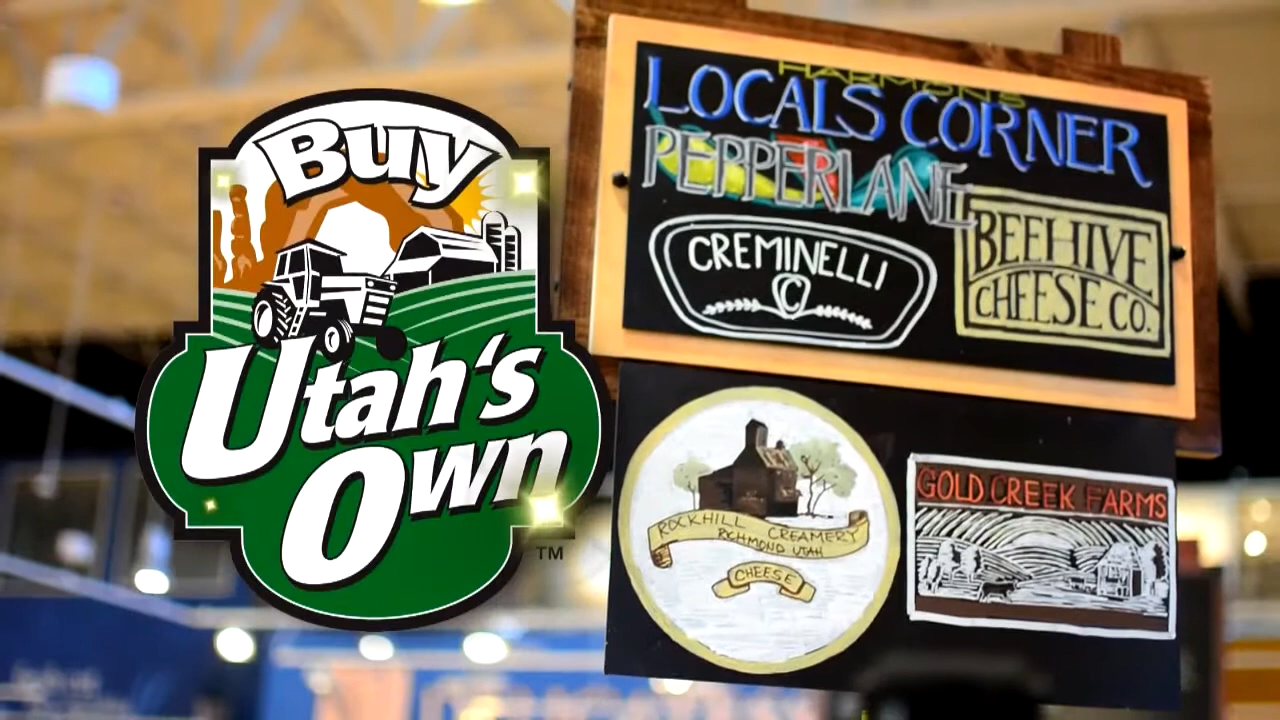 Buy
Utah's
Own
TM
HARMONS
LOCALS CORNER
PEPPERLANE
CREMINELLI
C
BEEHIVE
CHEESE CO.
ROCKHILL CREAMERY
RICHMOND UTAH
CHEESE
GOLD CREEK FARMS